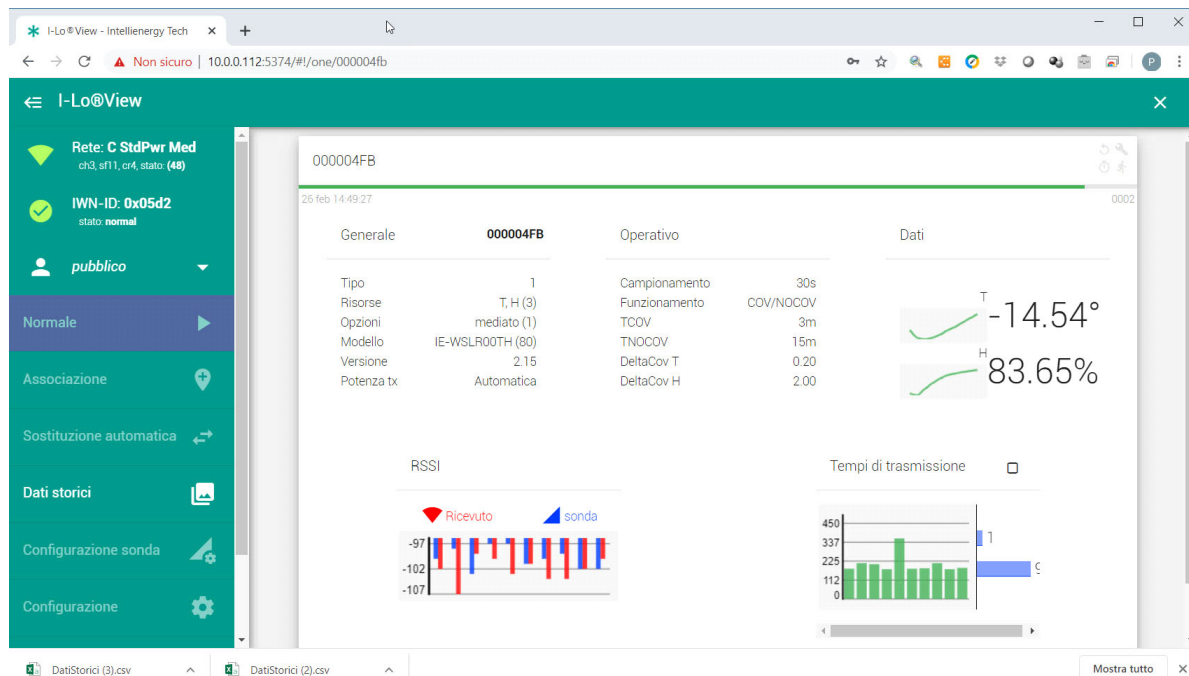 I-Lo®View - Intellienergy Tech
Non sicuro | 10.0.0.112:5374/#!/one/000004fb
P
I-Lo®View
Rete: C StdPwr Med
ch3, sf11, cr4, stato: (48)
IWN-ID: 0x05d2
stato: normal
pubblico
Normale
Associazione
Sostituzione automatica
Dati storici
Configurazione sonda
Configurazione
000004FB
26 feb 14:49:27 0002
Generale 000004FB
Tipo 1
Risorse T, H (3)
Opzioni mediato (1)
Modello IE-WSLR00TH (80)
Versione 2.15
Potenza tx Automatica
Operativo
Campionamento 30s
Funzionamento COV/NOCOV
TCOV 3m
TNOCOV 15m
DeltaCov T 0.20
DeltaCov H 2.00
Dati
T -14.54°
H 83.65%
RSSI
Ricevuto sonda
-97
-102
-107
Tempi di trasmissione
450
337
225
112
0
1
DatiStorici (3).csv
DatiStorici (2).csv
Mostra tutto